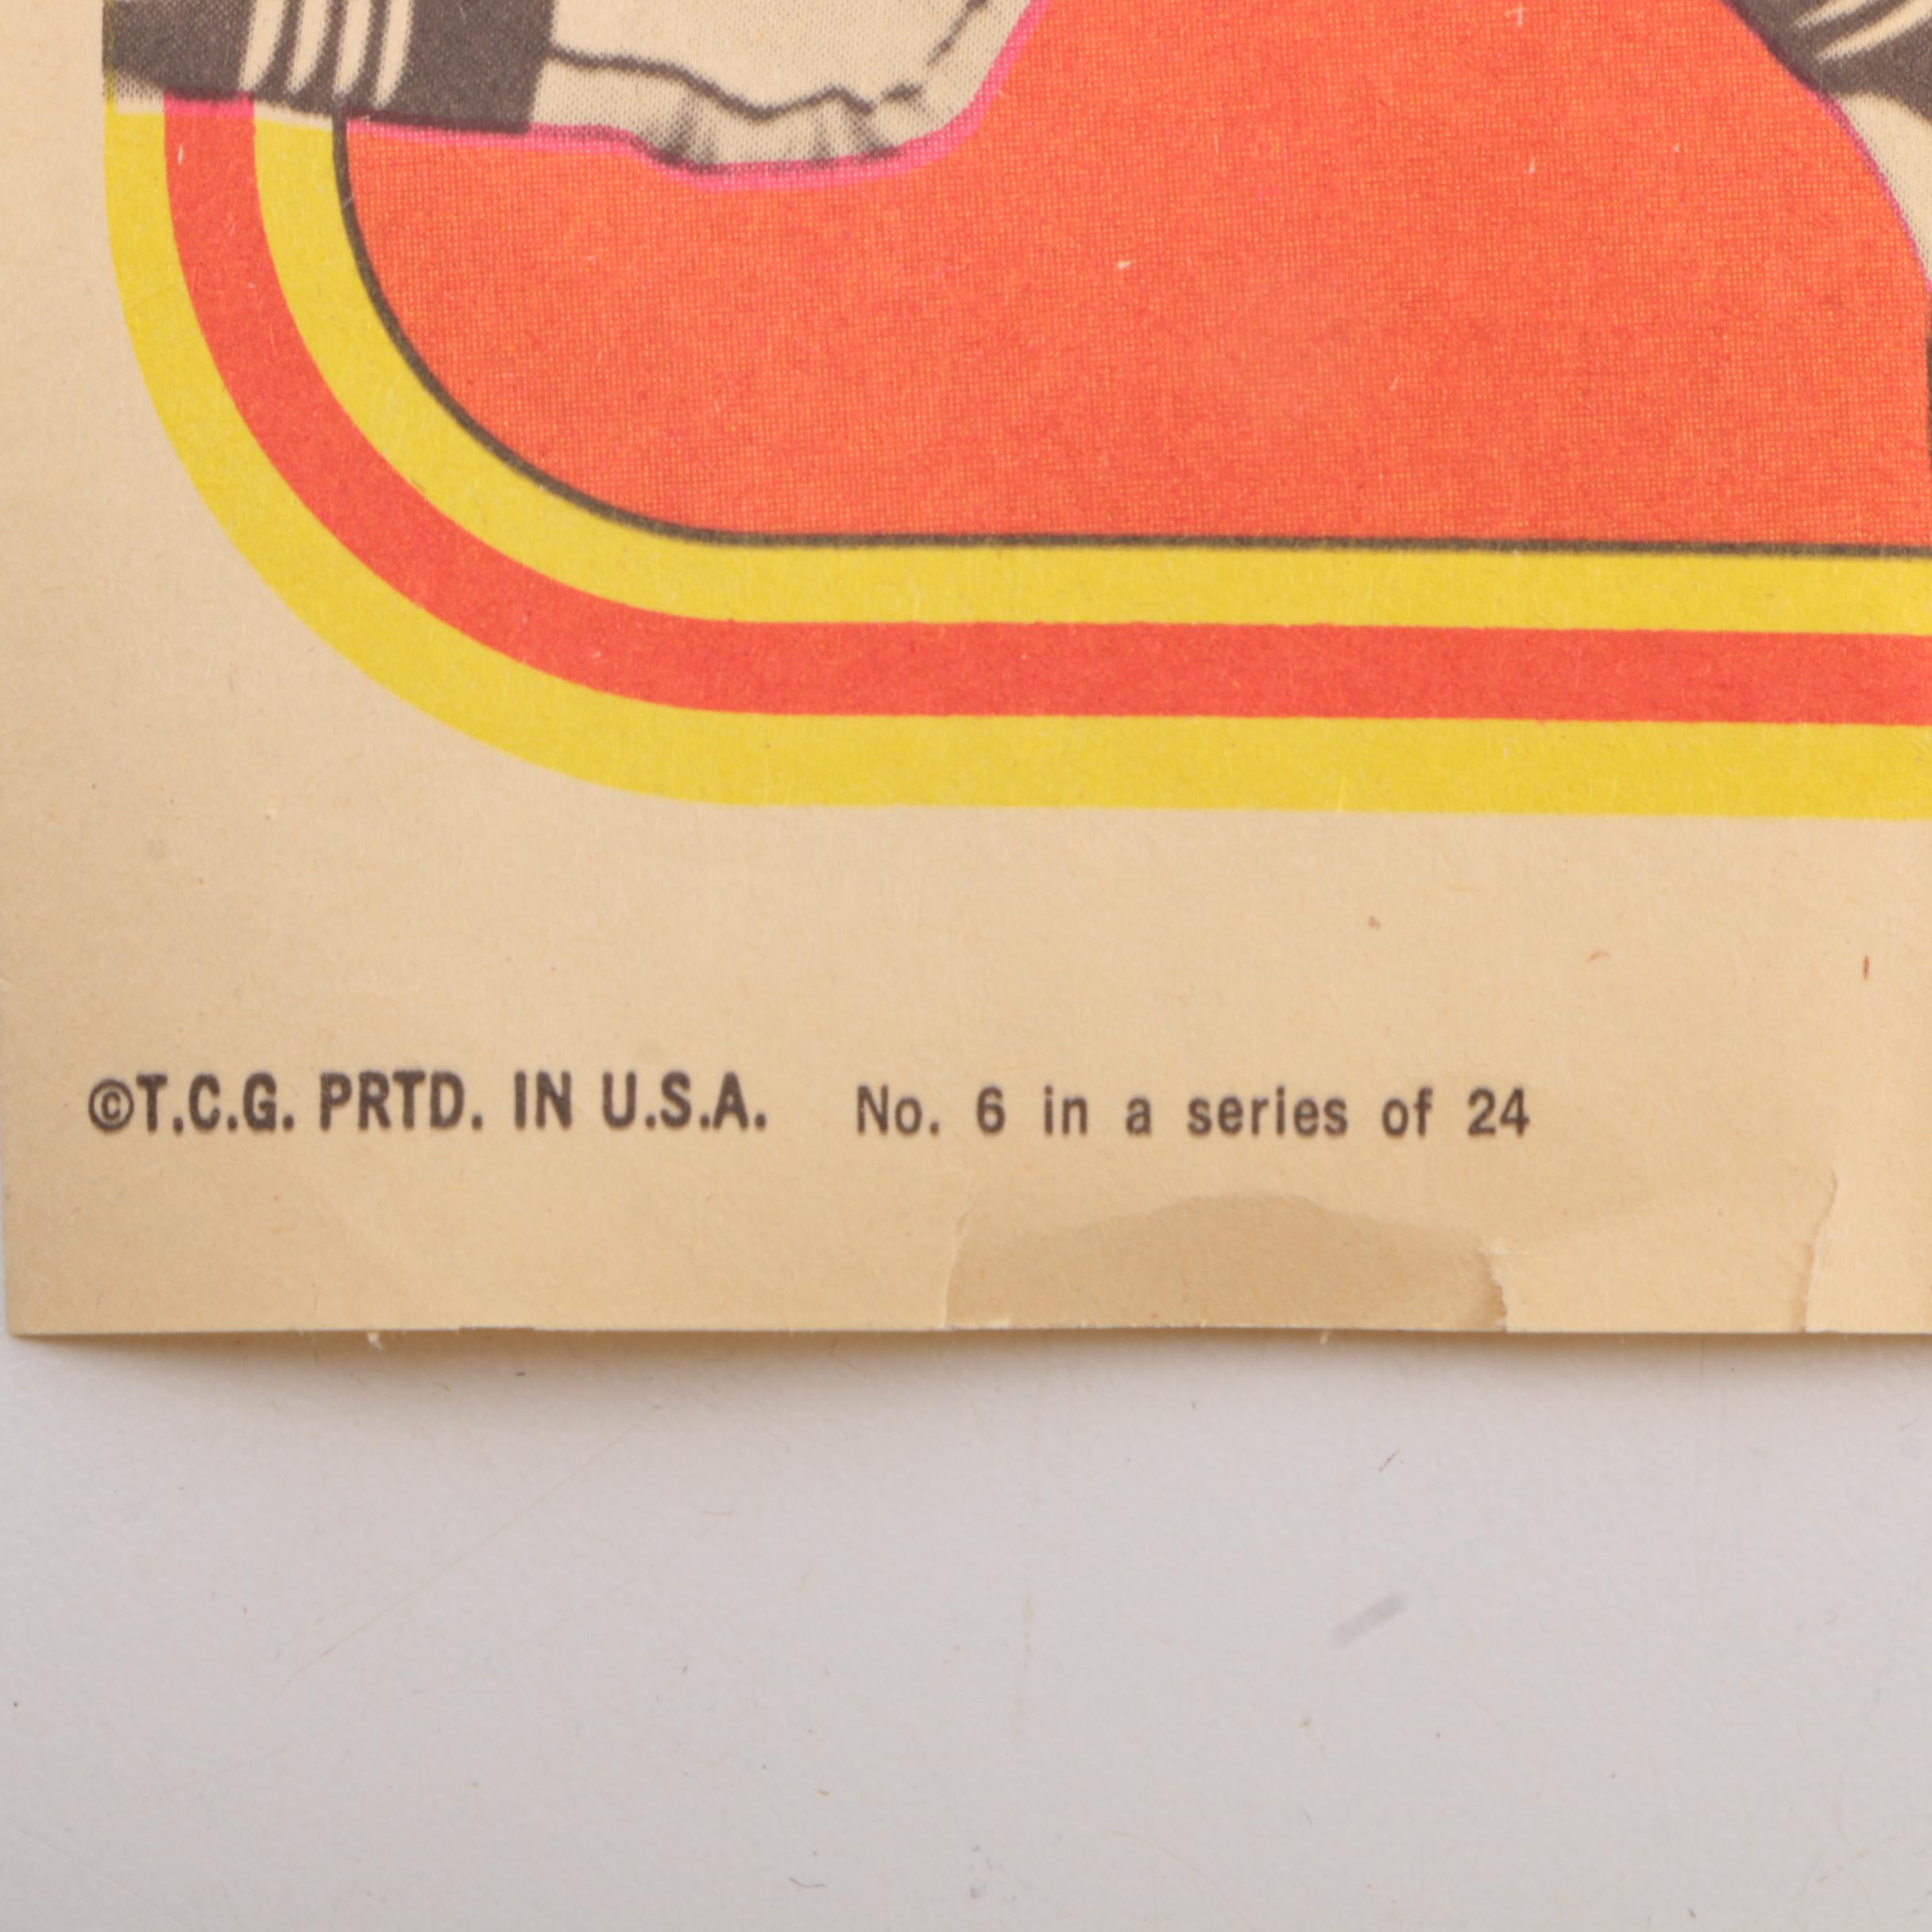 ©T.C.G. PRTD. IN U.S.A. No. 6 in a series of 24